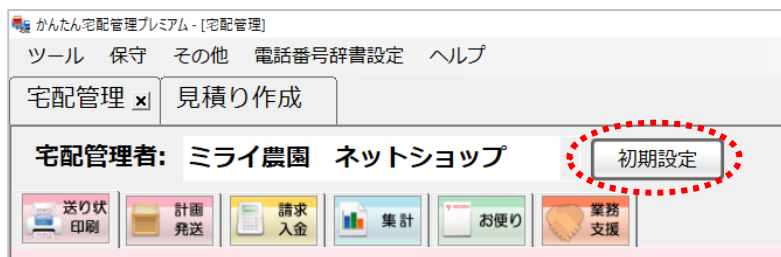 かんたん宅配管理プレミアム - [宅配管理]
ツール 保守 その他 電話番号辞書設定 ヘルプ
宅配管理 x 見積り作成
宅配管理者: ミライ農園 ネットショップ 初期設定
送り状印刷 計画発送 請求入金 集計 お便り 業務支援